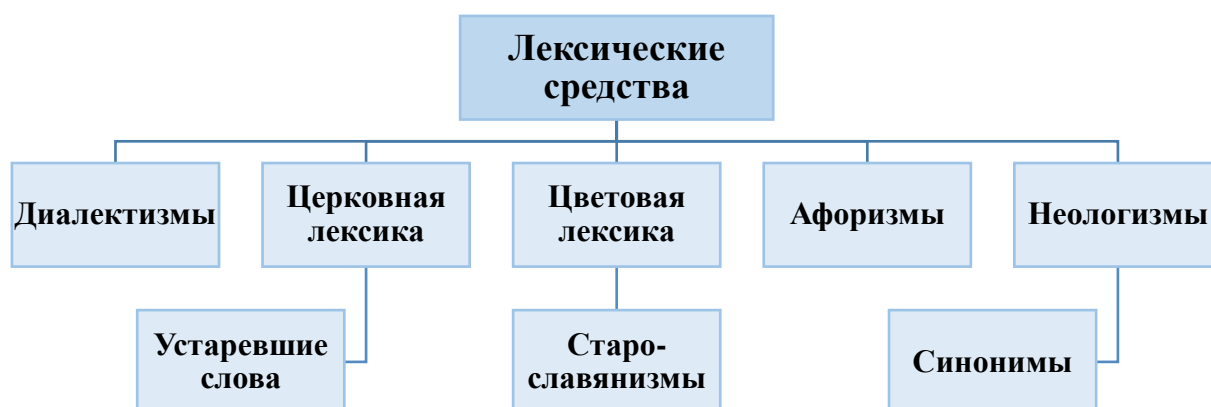 Лексические
средства
Диалектизмы
Церковная
лексика
Цветовая
лексика
Афоризмы
Неологизмы
Устаревшие
слова
Старо-
славянизмы
Синонимы